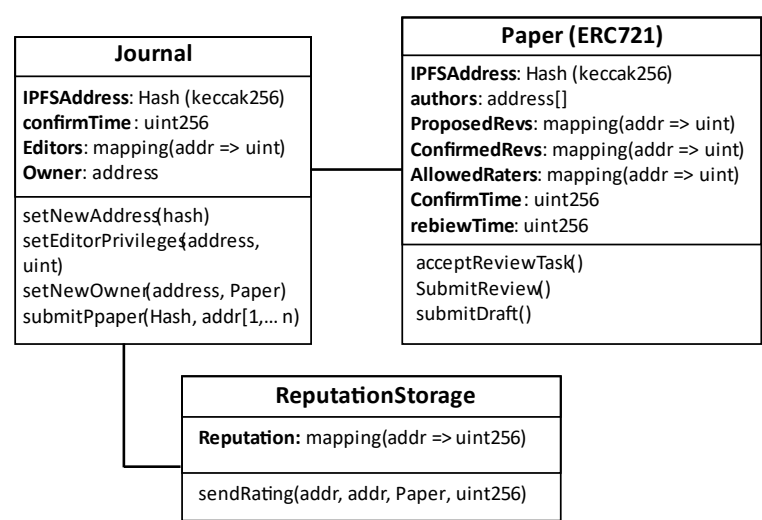 Journal
IPFSAddress: Hash (keccak256)
confirmTime: uint256
Editors: mapping(addr => uint)
Owner: address
setNewAddress(hash)
setEditorPrivileges(address,
uint)
setNewOwner(address, Paper)
submitPpaper(Hash, addr[1,... n)
Paper (ERC721)
IPFSAddress: Hash (keccak256)
authors: address[]
ProposedRevs: mapping(addr => uint)
ConfirmedRevs: mapping(addr => uint)
AllowedRaters: mapping(addr => uint)
ConfirmTime: uint256
rebiewTime: uint256
acceptReviewTask()
SubmitReview()
submitDraft()
ReputationStorage
Reputation: mapping(addr => uint256)
sendRating(addr, addr, Paper, uint256)